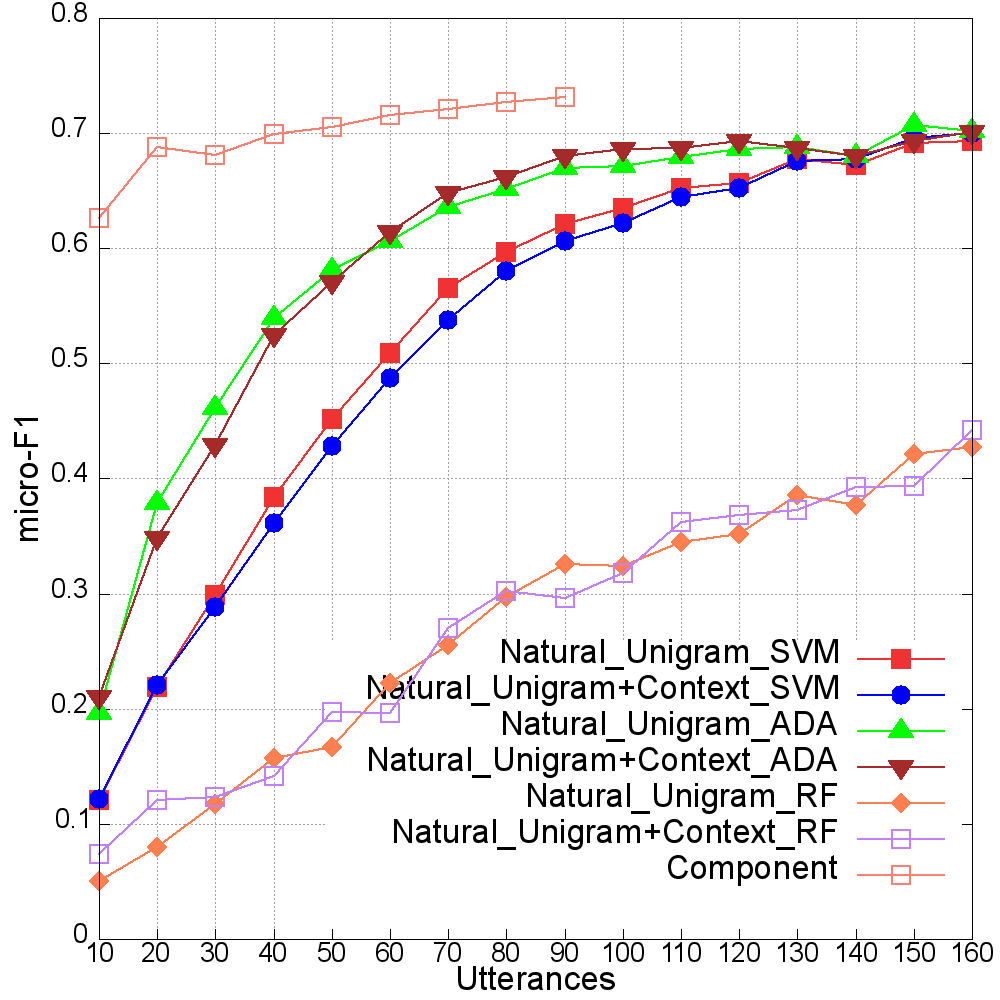 0.8
0.7
0.6
0.5
0.4
0.3
0.2
0.1
0
micro-F1
Natural_Unigram_SVM
Natural_Unigram+Context_SVM
Natural_Unigram_ADA
Natural_Unigram+Context_ADA
Natural_Unigram_RF
Natural_Unigram+Context_RF
Component
10 20 30 40 50 60 70 80 90 100 110 120 130 140 150 160
Utterances